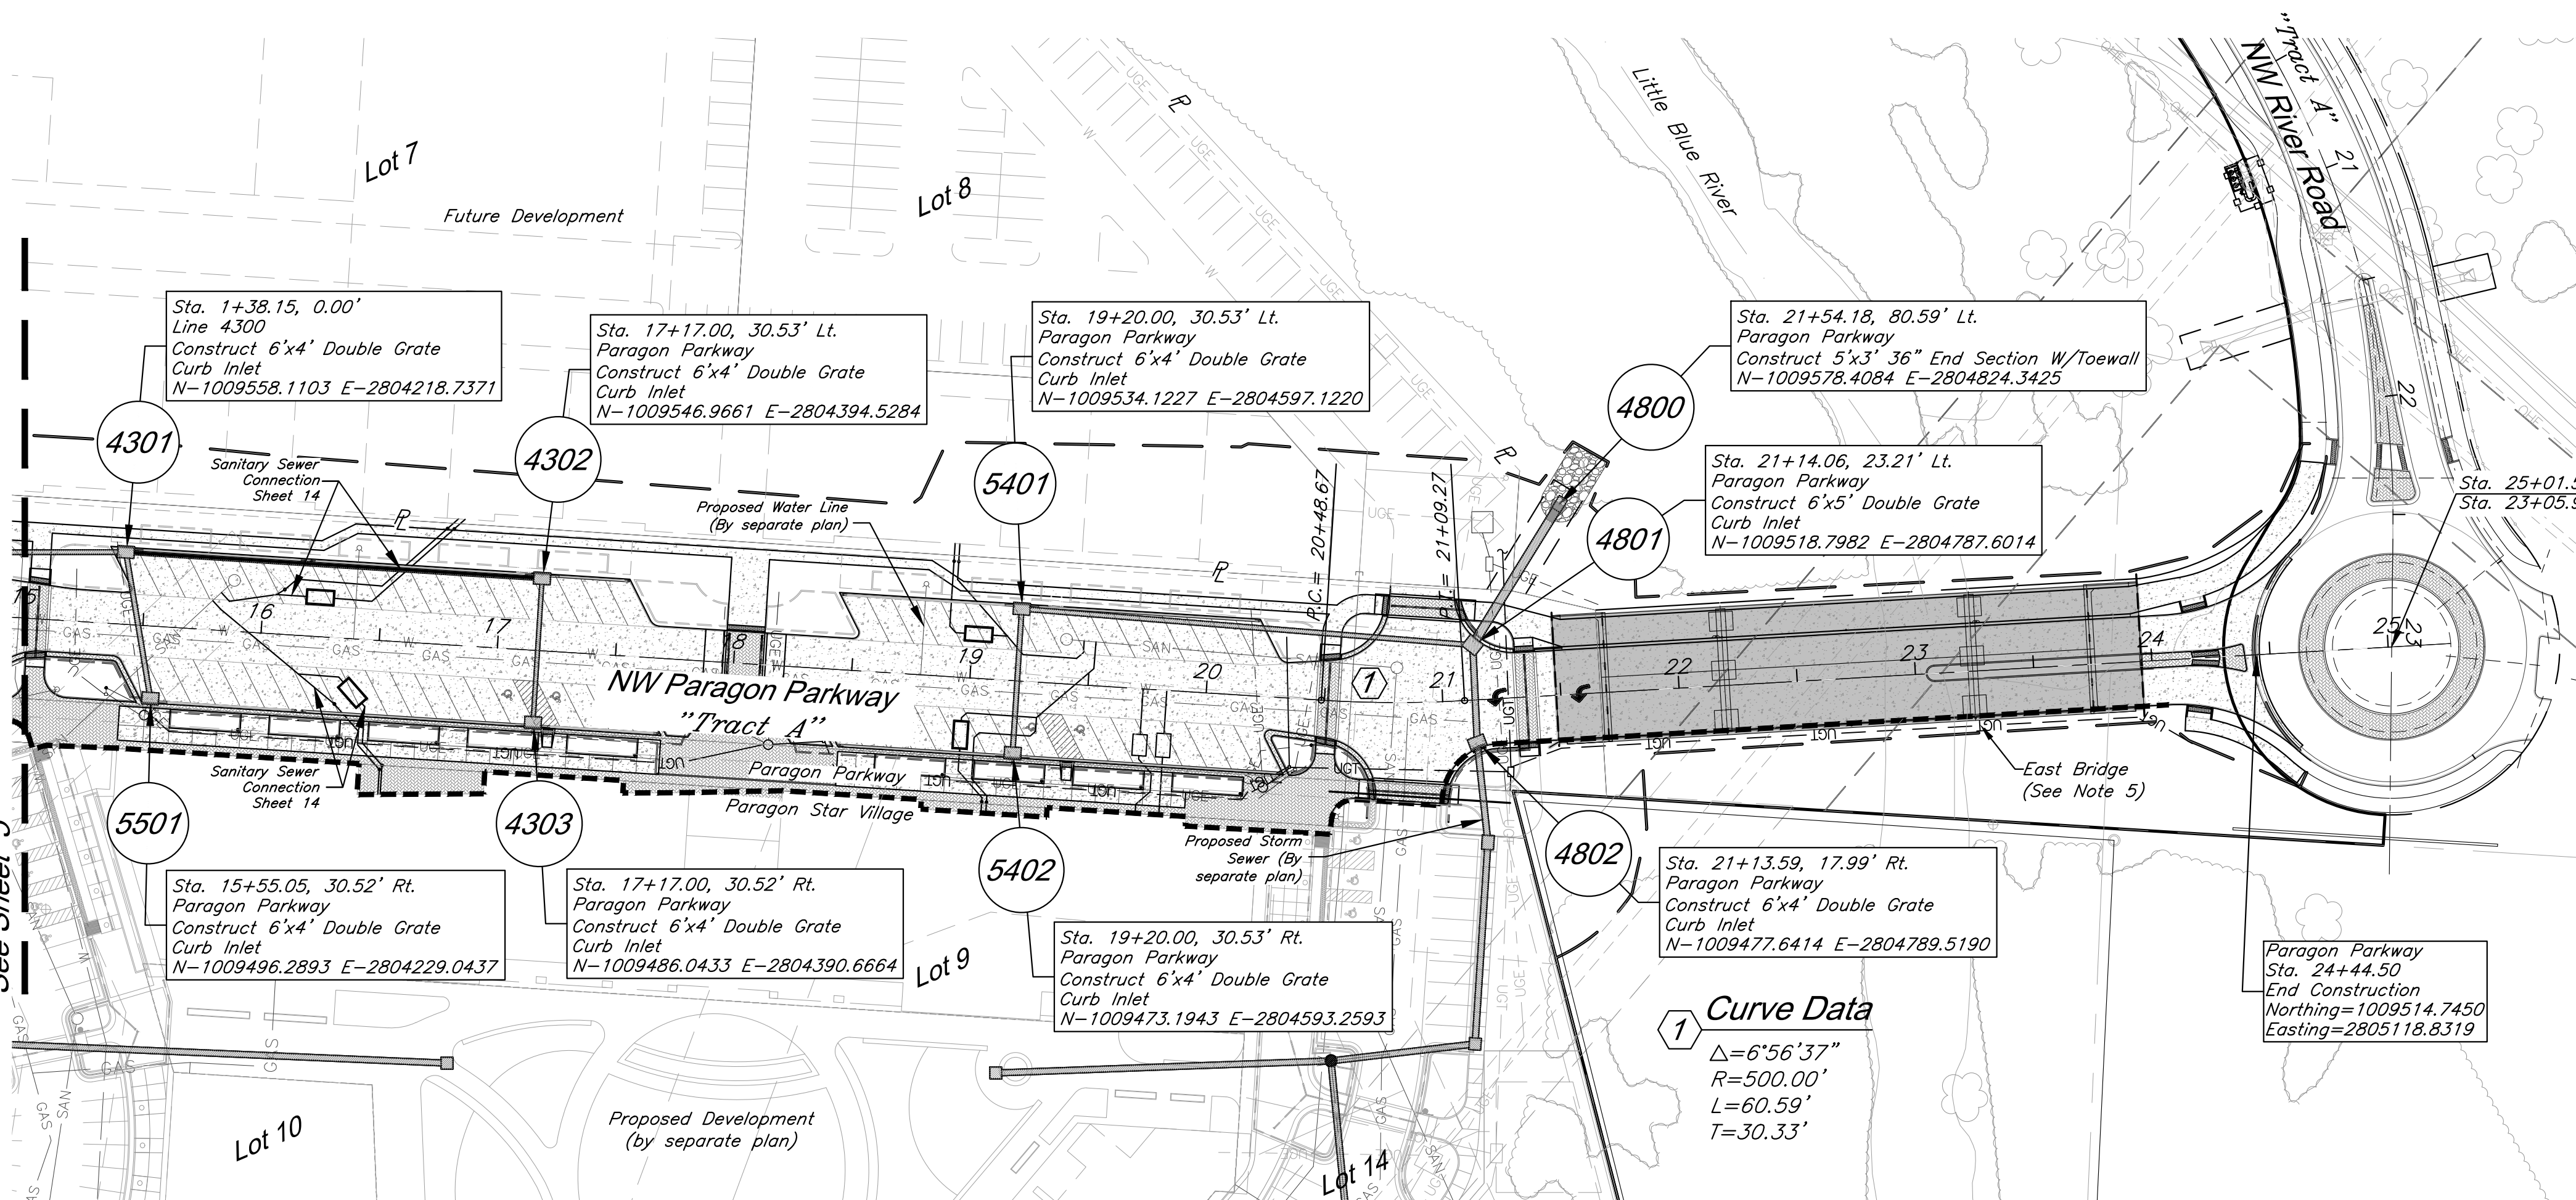 "Tract A"
NW River Road
21
22
Little Blue River
Lot 7
Future Development
Lot 8
Sta. 1+38.15, 0.00'
Line 4300
Construct 6'x4' Double Grate
Curb Inlet
N-1009558.1103 E-2804218.7371
4301
Sta. 17+17.00, 30.53' Lt.
Paragon Parkway
Construct 6'x4' Double Grate
Curb Inlet
N-1009546.9661 E-2804394.5284
4302
Sta. 19+20.00, 30.53' Lt.
Paragon Parkway
Construct 6'x4' Double Grate
Curb Inlet
N-1009534.1227 E-2804597.1220
5401
Sta. 21+54.18, 80.59' Lt.
Paragon Parkway
Construct 5'x3' 36" End Section W/Toewall
N-1009578.4084 E-2804824.3425
4800
Sta. 21+14.06, 23.21' Lt.
Paragon Parkway
Construct 6'x5' Double Grate
Curb Inlet
N-1009518.7982 E-2804787.6014
4801
Sanitary Sewer
Connection
Sheet 14
Proposed Water Line
(By separate plan)
P.C.= 20+48.67
P.T.= 21+09.27
Sta. 25+01.5
Sta. 23+05.9
15
16
17
18
19
20
21
22
23
24
25
23
1
NW Paragon Parkway
"Tract A"
Paragon Parkway
Paragon Star Village
Sanitary Sewer
Connection
Sheet 14
East Bridge
(See Note 5)
Proposed Storm
Sewer (By
separate plan)
See Sheet 9
5501
Sta. 15+55.05, 30.52' Rt.
Paragon Parkway
Construct 6'x4' Double Grate
Curb Inlet
N-1009496.2893 E-2804229.0437
4303
Sta. 17+17.00, 30.52' Rt.
Paragon Parkway
Construct 6'x4' Double Grate
Curb Inlet
N-1009486.0433 E-2804390.6664
5402
Sta. 19+20.00, 30.53' Rt.
Paragon Parkway
Construct 6'x4' Double Grate
Curb Inlet
N-1009473.1943 E-2804593.2593
4802
Sta. 21+13.59, 17.99' Rt.
Paragon Parkway
Construct 6'x4' Double Grate
Curb Inlet
N-1009477.6414 E-2804789.5190
Paragon Parkway
Sta. 24+44.50
End Construction
Northing=1009514.7450
Easting=2805118.8319
Lot 9
Lot 10
Lot 14
Proposed Development
(by separate plan)
1
Curve Data
△=6°56'37"
R=500.00'
L=60.59'
T=30.33'